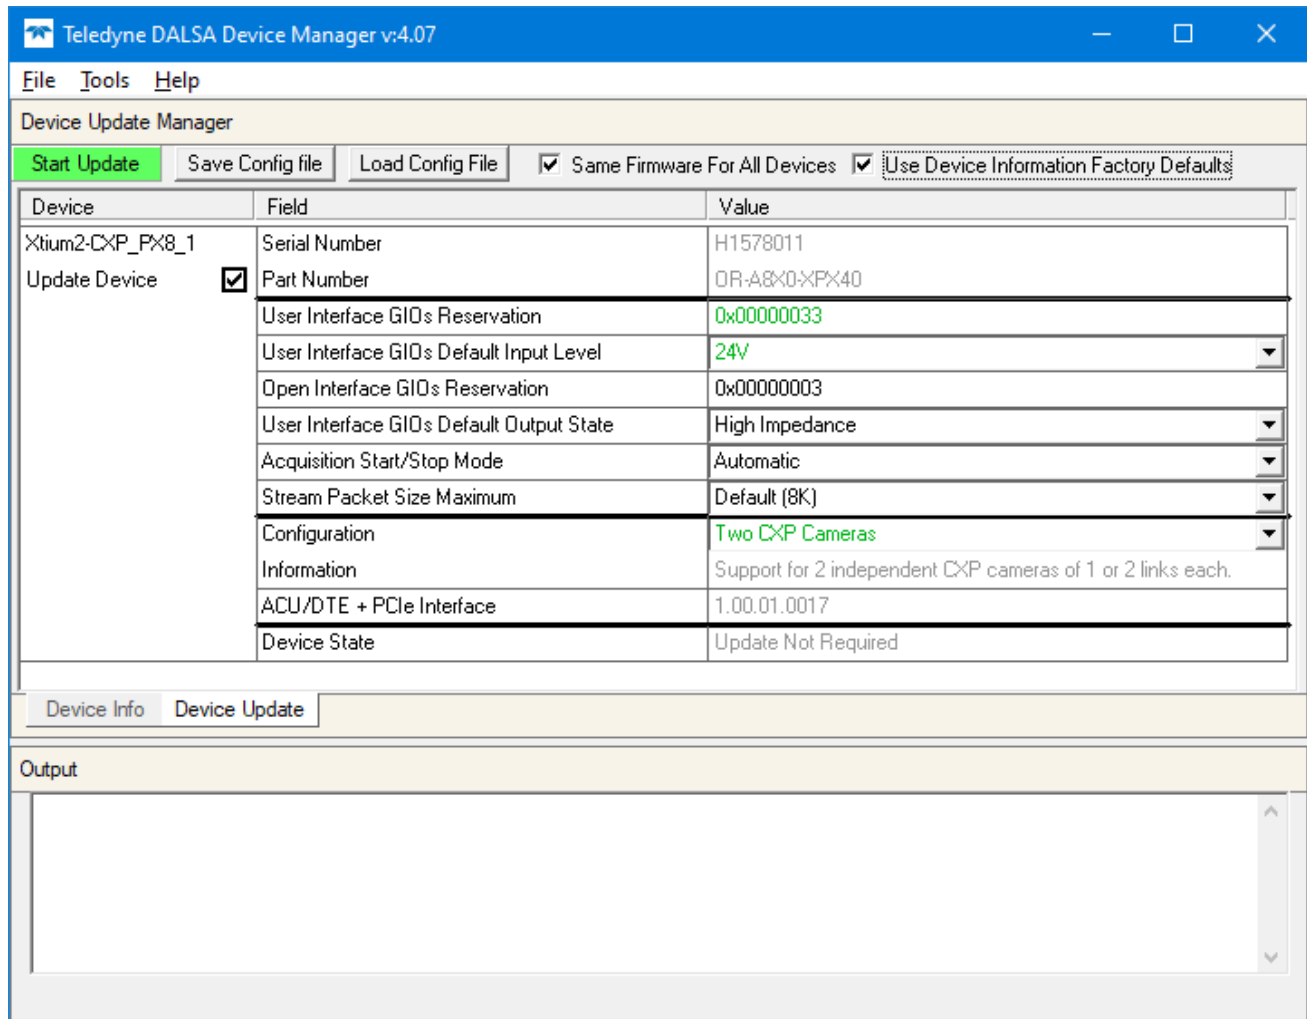 Teledyne DALSA Device Manager v:4.07
File Tools Help
Device Update Manager
Start Update Save Config file Load Config File Same Firmware For All Devices Use Device Information Factory Defaults
Device Field Value
Xtium2-CXP_PX8_1 Serial Number H1578011
Update Device Part Number OR-A8X0-XPX40
User Interface GIOs Reservation 0x00000033
User Interface GIOs Default Input Level 24V
Open Interface GIOs Reservation 0x00000003
User Interface GIOs Default Output State High Impedance
Acquisition Start/Stop Mode Automatic
Stream Packet Size Maximum Default (8K)
Configuration Two CXP Cameras
Information Support for 2 independent CXP cameras of 1 or 2 links each.
ACU/DTE + PCIe Interface 1.00.01.0017
Device State Update Not Required
Device Info Device Update
Output